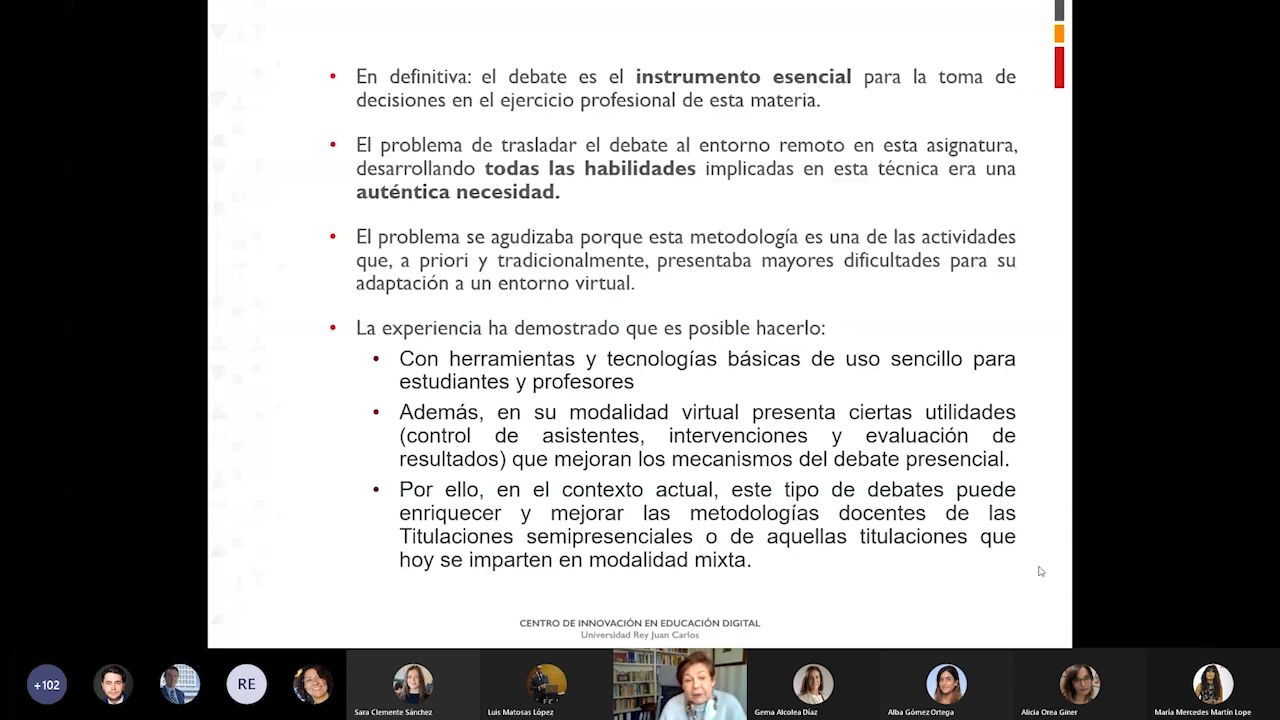 En definitiva: el debate es el instrumento esencial para la toma de
decisiones en el ejercicio profesional de esta materia.
El problema de trasladar el debate al entorno remoto en esta asignatura,
desarrollando todas las habilidades implicadas en esta técnica era una
auténtica necesidad.
El problema se agudizaba porque esta metodología es una de las actividades
que, a priori y tradicionalmente, presentaba mayores dificultades para su
adaptación a un entorno virtual.
La experiencia ha demostrado que es posible hacerlo:
Con herramientas y tecnologías básicas de uso sencillo para
estudiantes y profesores
Además, en su modalidad virtual presenta ciertas utilidades
(control de asistentes, intervenciones y evaluación de
resultados) que mejoran los mecanismos del debate presencial.
Por ello, en el contexto actual, este tipo de debates puede
enriquecer y mejorar las metodologías docentes de las
Titulaciones semipresenciales o de aquellas titulaciones que
hoy se imparten en modalidad mixta.
CENTRO DE INNOVACIÓN EN EDUCACIÓN DIGITAL
Universidad Rey Juan Carlos
+102
RE
Sara Clemente Sánchez
Luis Matosas López
Gema Alcolea Díaz
Alba Gómez Ortega
Alicia Orea Giner
María Mercedes Martín Lope